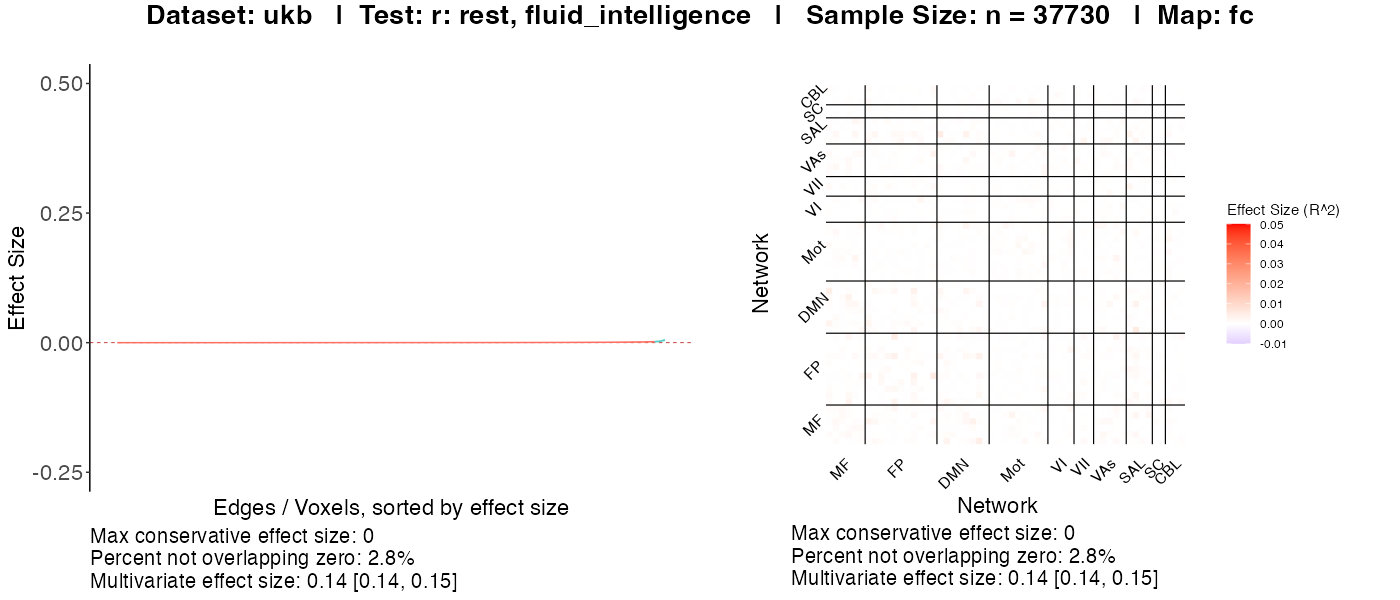 Dataset: ukb | Test: r: rest, fluid_intelligence | Sample Size: n = 37730 | Map: fc
0.50
0.25
0.00
-0.25
Effect Size
Edges / Voxels, sorted by effect size
Max conservative effect size: 0
Percent not overlapping zero: 2.8%
Multivariate effect size: 0.14 [0.14, 0.15]
Network
CBL
SC
SAL
VAs
VII
VI
Mot
DMN
FP
MF
MF
FP
DMN
Mot
VI
VII
VAs
SAL
SC
CBL
Network
Max conservative effect size: 0
Percent not overlapping zero: 2.8%
Multivariate effect size: 0.14 [0.14, 0.15]
Effect Size (R^2)
0.05
0.04
0.03
0.02
0.01
0.00
-0.01